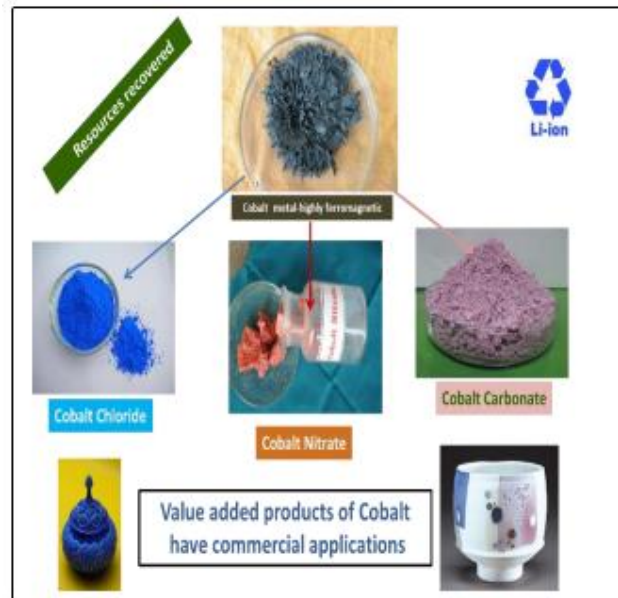 Resources recovered
Li-ion
Cobalt metal-highly ferromagnetic
Cobalt Chloride
Cobalt Nitrate
Cobalt Carbonate
Value added products of Cobalt
have commercial applications